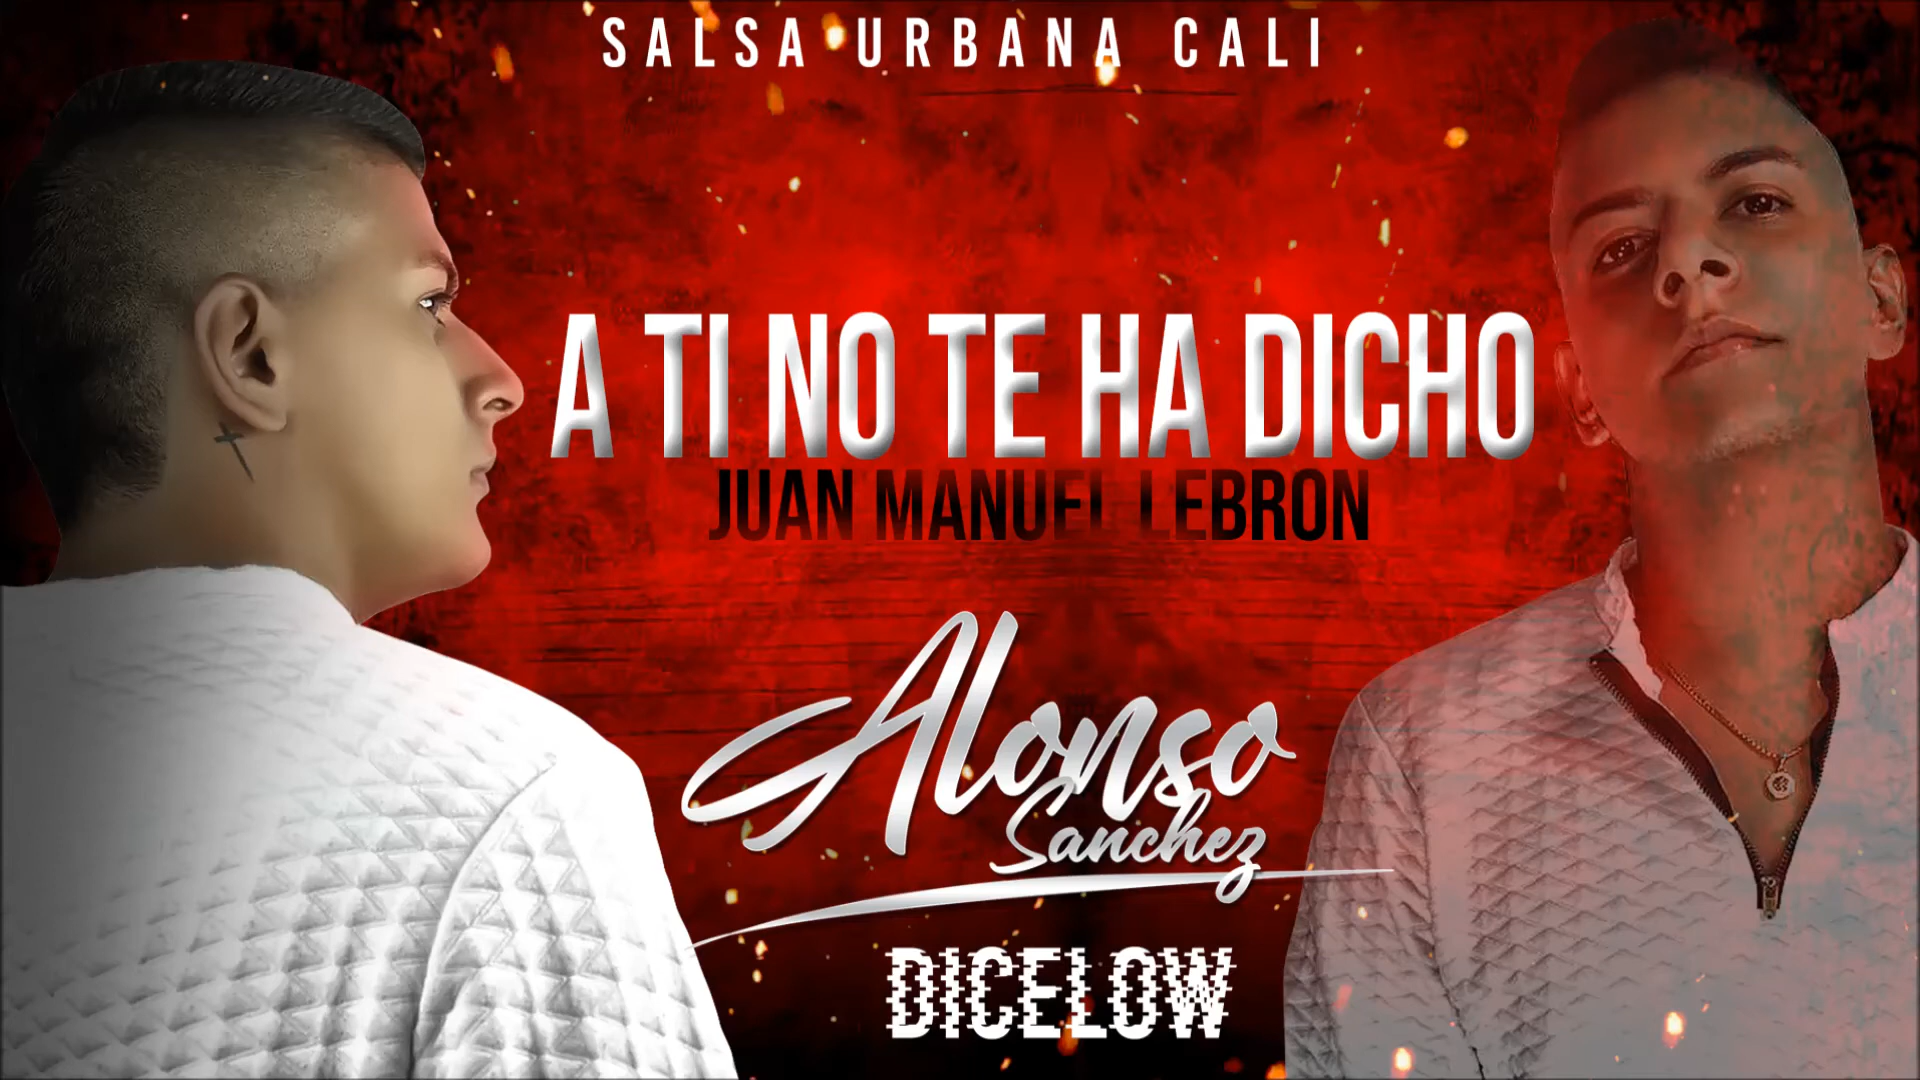 SALSA URBANA CALI
A TI NO TE HA DICHO
JUAN MANUEL LEBRON
Alonso
Sanchez
DICELOW